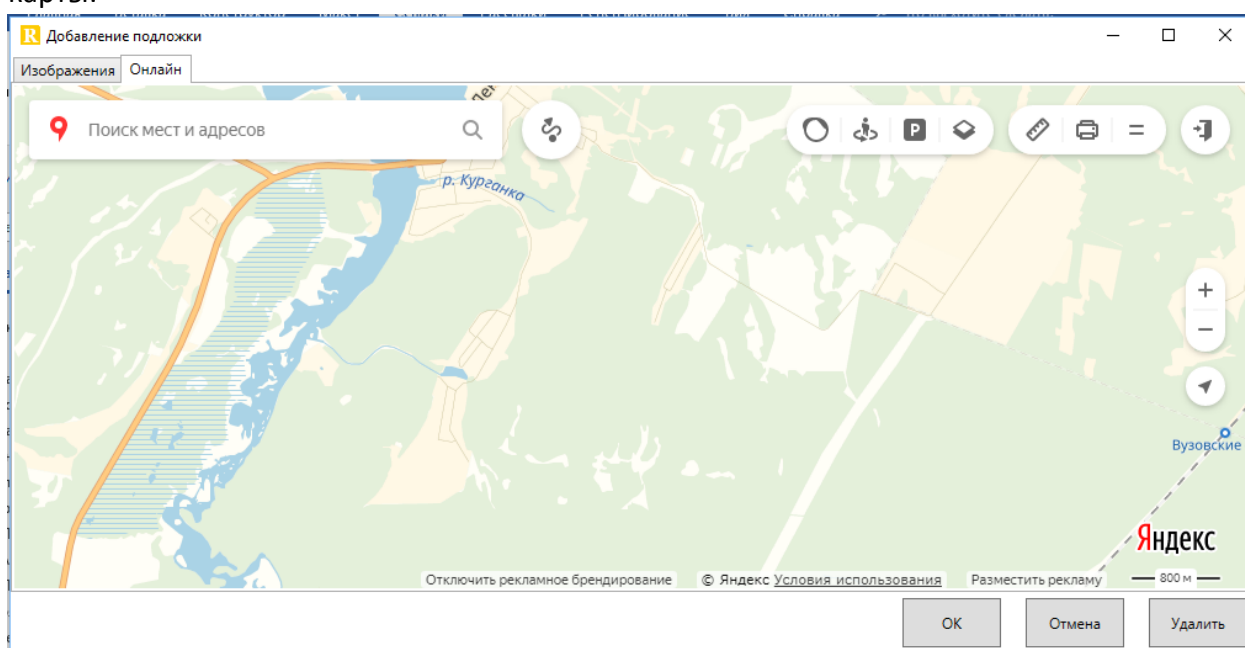 карты.
R Добавление подложки
Изображения Онлайн
Поиск мест и адресов
P
р. Курганка
Вузовские
Яндекс
Отключить рекламное брендирование © Яндекс Условия использования Разместить рекламу 800 м
ОК Отмена Удалить